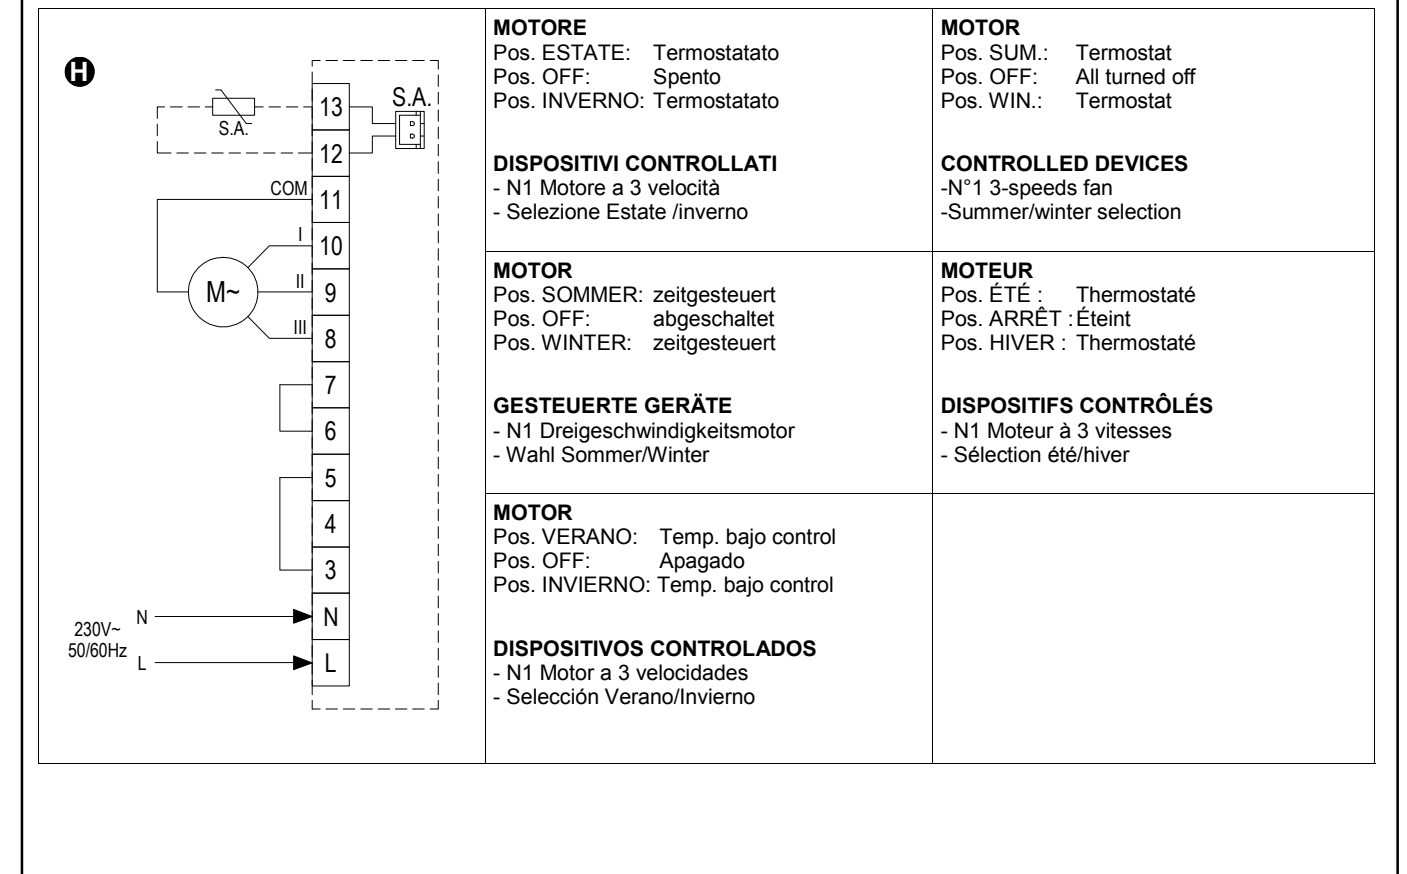 H
13
S.A.
S.A.
12
COM
11
I
10
M~
II
9
III
8
7
6
5
4
3
N
N
230V~
50/60Hz
L
L
MOTORE
Pos. ESTATE: Termostatato
Pos. OFF: Spento
Pos. INVERNO: Termostatato
DISPOSITIVI CONTROLLATI
- N1 Motore a 3 velocità
- Selezione Estate /inverno
MOTOR
Pos. SUM.: Termostat
Pos. OFF: All turned off
Pos. WIN.: Termostat
CONTROLLED DEVICES
-N°1 3-speeds fan
-Summer/winter selection
MOTOR
Pos. SOMMER: zeitgesteuert
Pos. OFF: abgeschaltet
Pos. WINTER: zeitgesteuert
GESTEUERTE GERÄTE
- N1 Dreigeschwindigkeitsmotor
- Wahl Sommer/Winter
MOTEUR
Pos. ÉTÉ : Thermostaté
Pos. ARRÊT : Éteint
Pos. HIVER : Thermostaté
DISPOSITIFS CONTRÔLÉS
- N1 Moteur à 3 vitesses
- Sélection été/hiver
MOTOR
Pos. VERANO: Temp. bajo control
Pos. OFF: Apagado
Pos. INVIERNO: Temp. bajo control
DISPOSITIVOS CONTROLADOS
- N1 Motor a 3 velocidades
- Selección Verano/Invierno